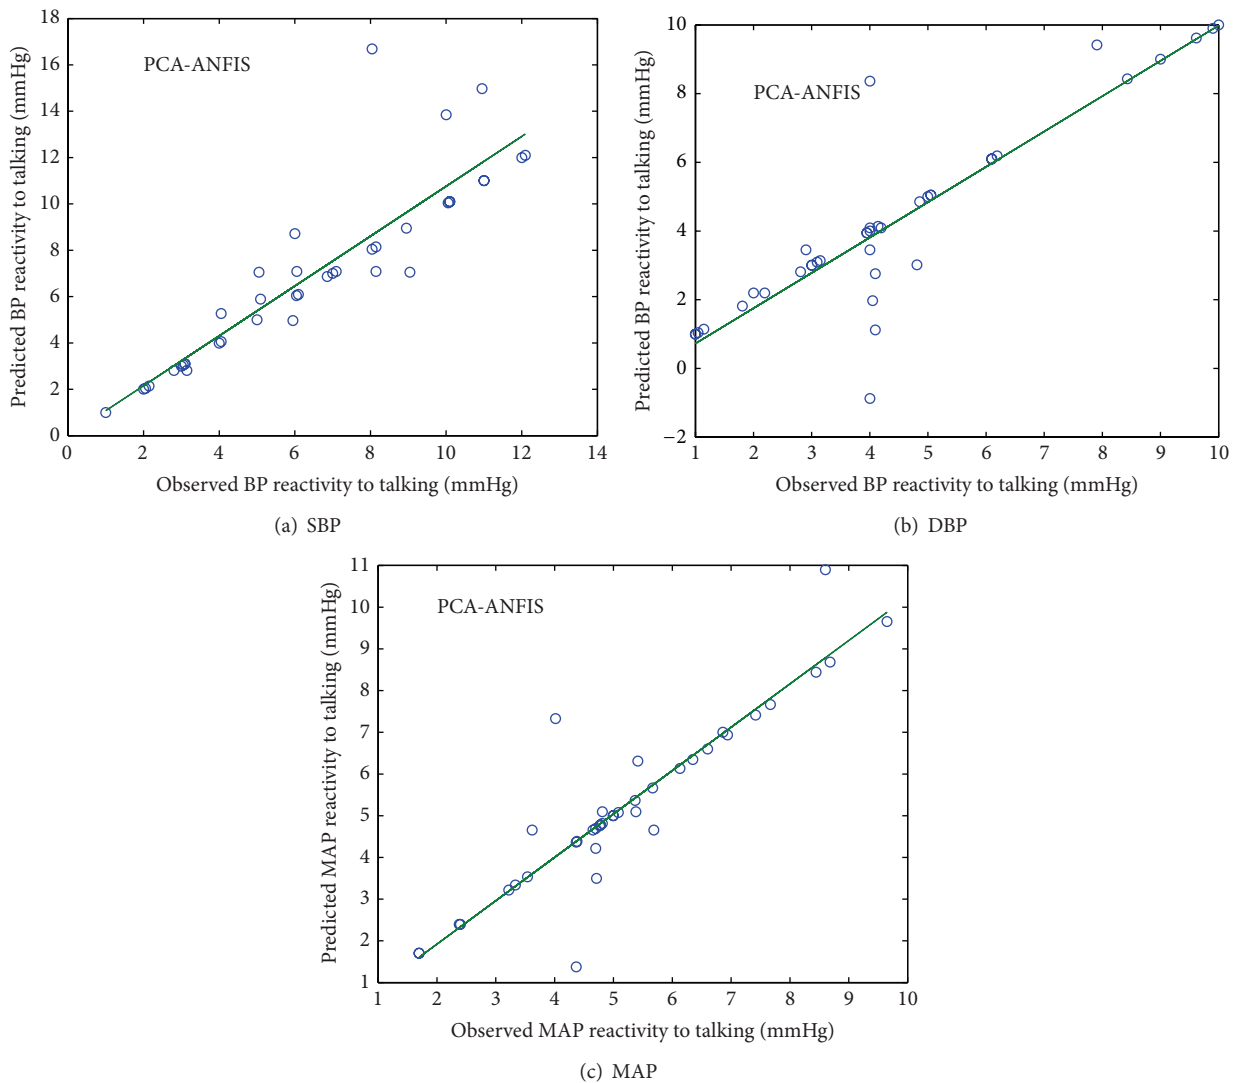 18
16
14
12
10
8
6
4
2
0
Predicted BP reactivity to talking (mmHg)
PCA-ANFIS
0 2 4 6 8 10 12 14
Observed BP reactivity to talking (mmHg)
(a) SBP
10
8
6
4
2
0
−2
Predicted BP reactivity to talking (mmHg)
PCA-ANFIS
1 2 3 4 5 6 7 8 9 10
Observed BP reactivity to talking (mmHg)
(b) DBP
11
10
9
8
7
6
5
4
3
2
1
Predicted MAP reactivity to talking (mmHg)
PCA-ANFIS
1 2 3 4 5 6 7 8 9 10
Observed MAP reactivity to talking (mmHg)
(c) MAP